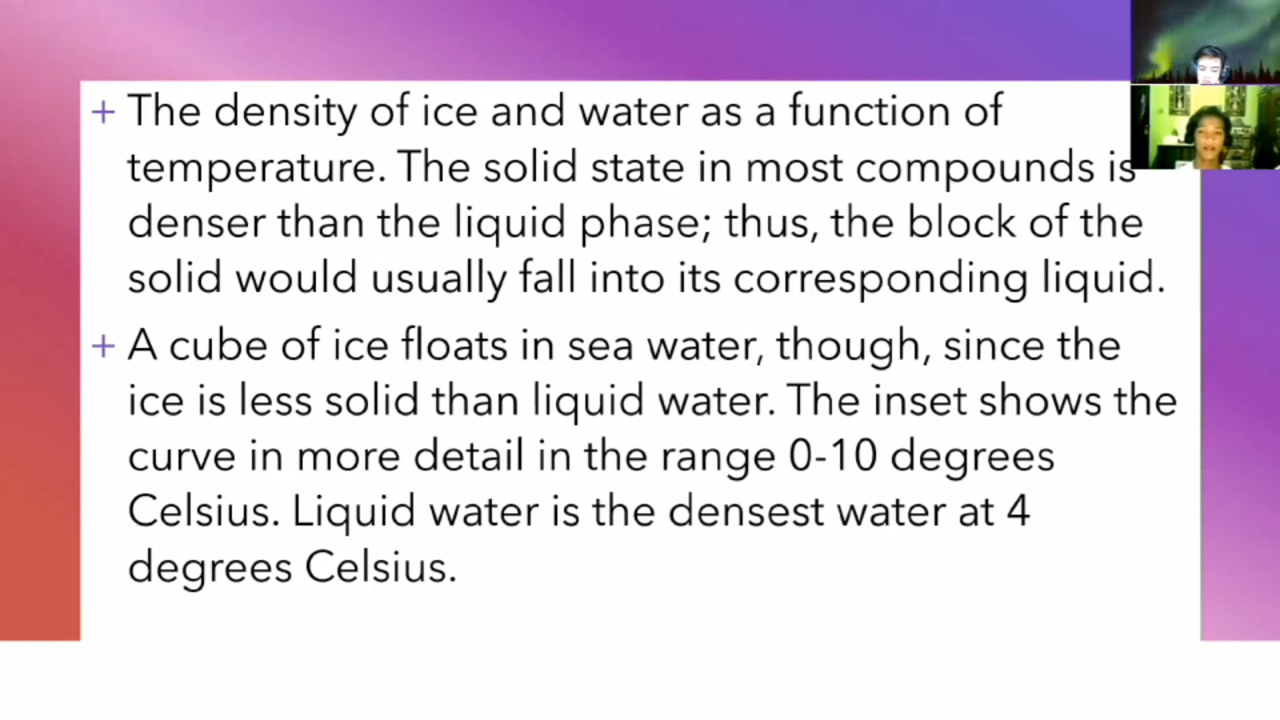 + The density of ice and water as a function of
temperature. The solid state in most compounds is
denser than the liquid phase; thus, the block of the
solid would usually fall into its corresponding liquid.
+ A cube of ice floats in sea water, though, since the
ice is less solid than liquid water. The inset shows the
curve in more detail in the range 0-10 degrees
Celsius. Liquid water is the densest water at 4
degrees Celsius.